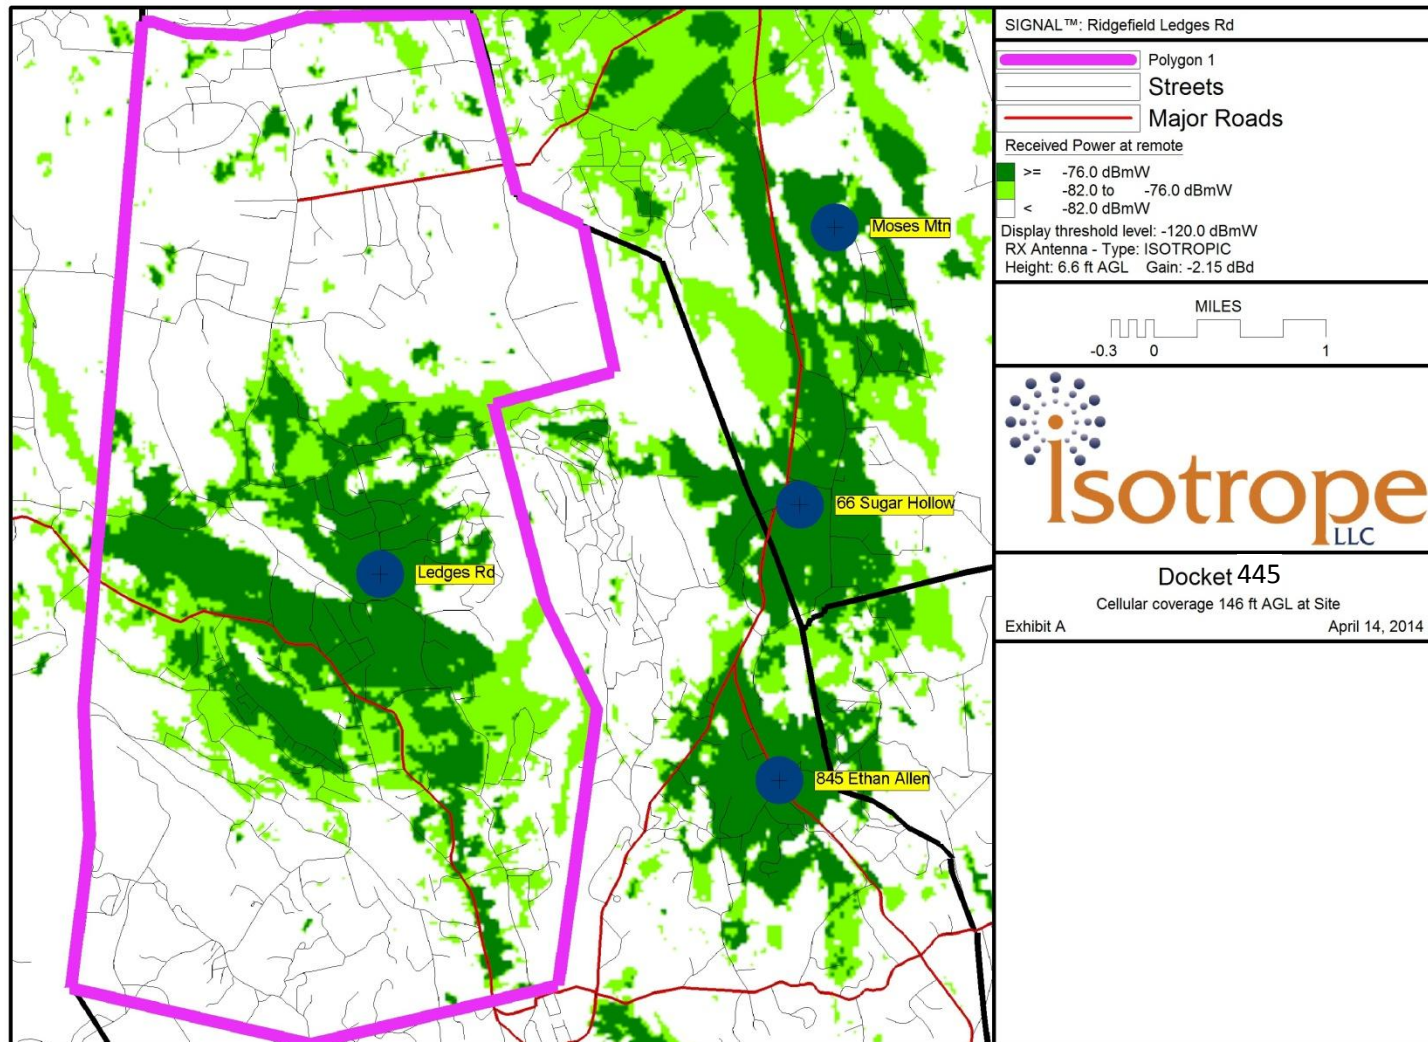 SIGNAL™: Ridgefield Ledges Rd
Polygon 1
Streets
Major Roads
Received Power at remote
>= -76.0 dBmW
-82.0 to -76.0 dBmW
< -82.0 dBmW
Display threshold level: -120.0 dBmW
RX Antenna - Type: ISOTROPIC
Height: 6.6 ft AGL Gain: -2.15 dBd
MILES
-0.3 0 1
Isotrope
LLC
Docket 445
Cellular coverage 146 ft AGL at Site
Exhibit A April 14, 2014
Moses Mtn
66 Sugar Hollow
Ledges Rd
845 Ethan Allen